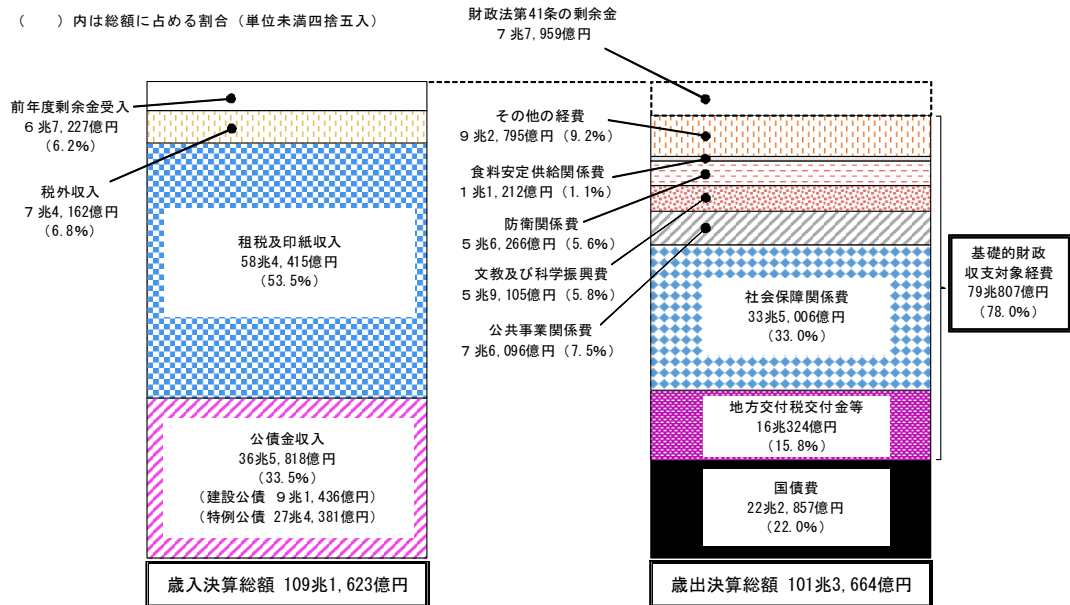 （　　）内は総額に占める割合（単位未満四捨五入）
財政法第41条の剰余金
７兆7,959億円
前年度剰余金受入
６兆7,227億円
（6.2％）
税外収入
７兆4,162億円
（6.8％）
租税及印紙収入
58兆4,415億円
（53.5％）
公債金収入
36兆5,818億円
（33.5％）
（建設公債 ９兆1,436億円）
（特例公債 27兆4,381億円）
歳入決算総額 109兆1,623億円
その他の経費
９兆2,795億円（9.2％）
食料安定供給関係費
１兆1,212億円（1.1％）
防衛関係費
５兆6,266億円（5.6％）
文教及び科学振興費
５兆9,105億円（5.8％）
公共事業関係費
７兆6,096億円（7.5％）
社会保障関係費
33兆5,006億円
（33.0％）
地方交付税交付金等
16兆324億円
（15.8％）
国債費
22兆2,857億円
（22.0％）
歳出決算総額 101兆3,664億円
基礎的財政
収支対象経費
79兆807億円
（78.0％）